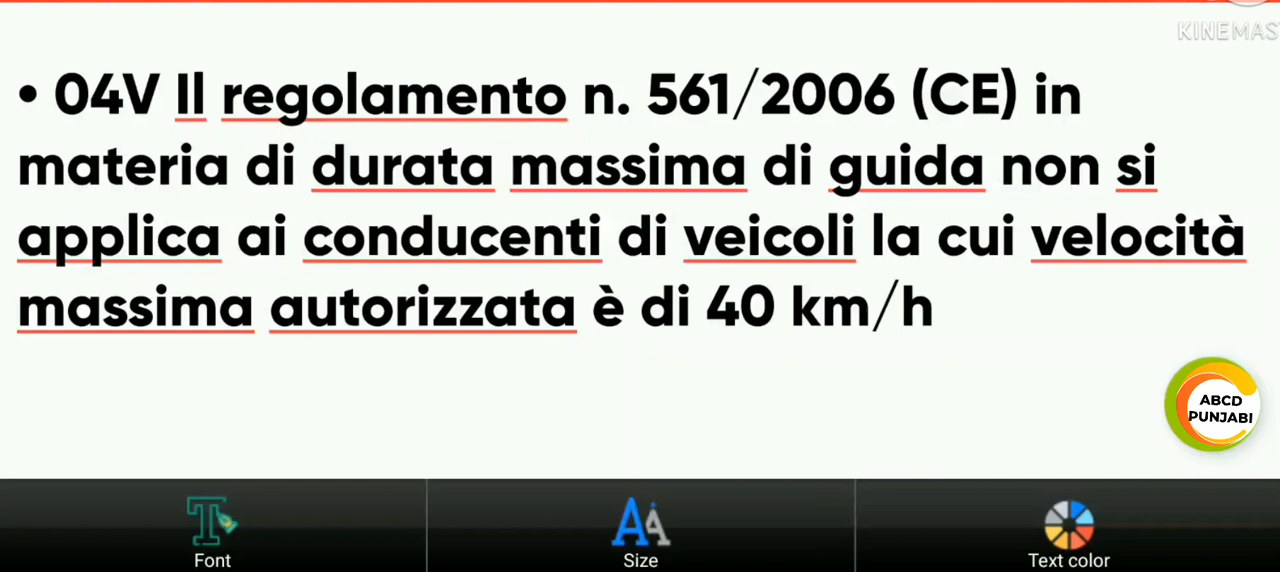 KINEMAS
• 04V Il regolamento n. 561/2006 (CE) in
materia di durata massima di guida non si
applica ai conducenti di veicoli la cui velocità
massima autorizzata è di 40 km/h
ABCD
PUNJABI
Font
Size
Text color